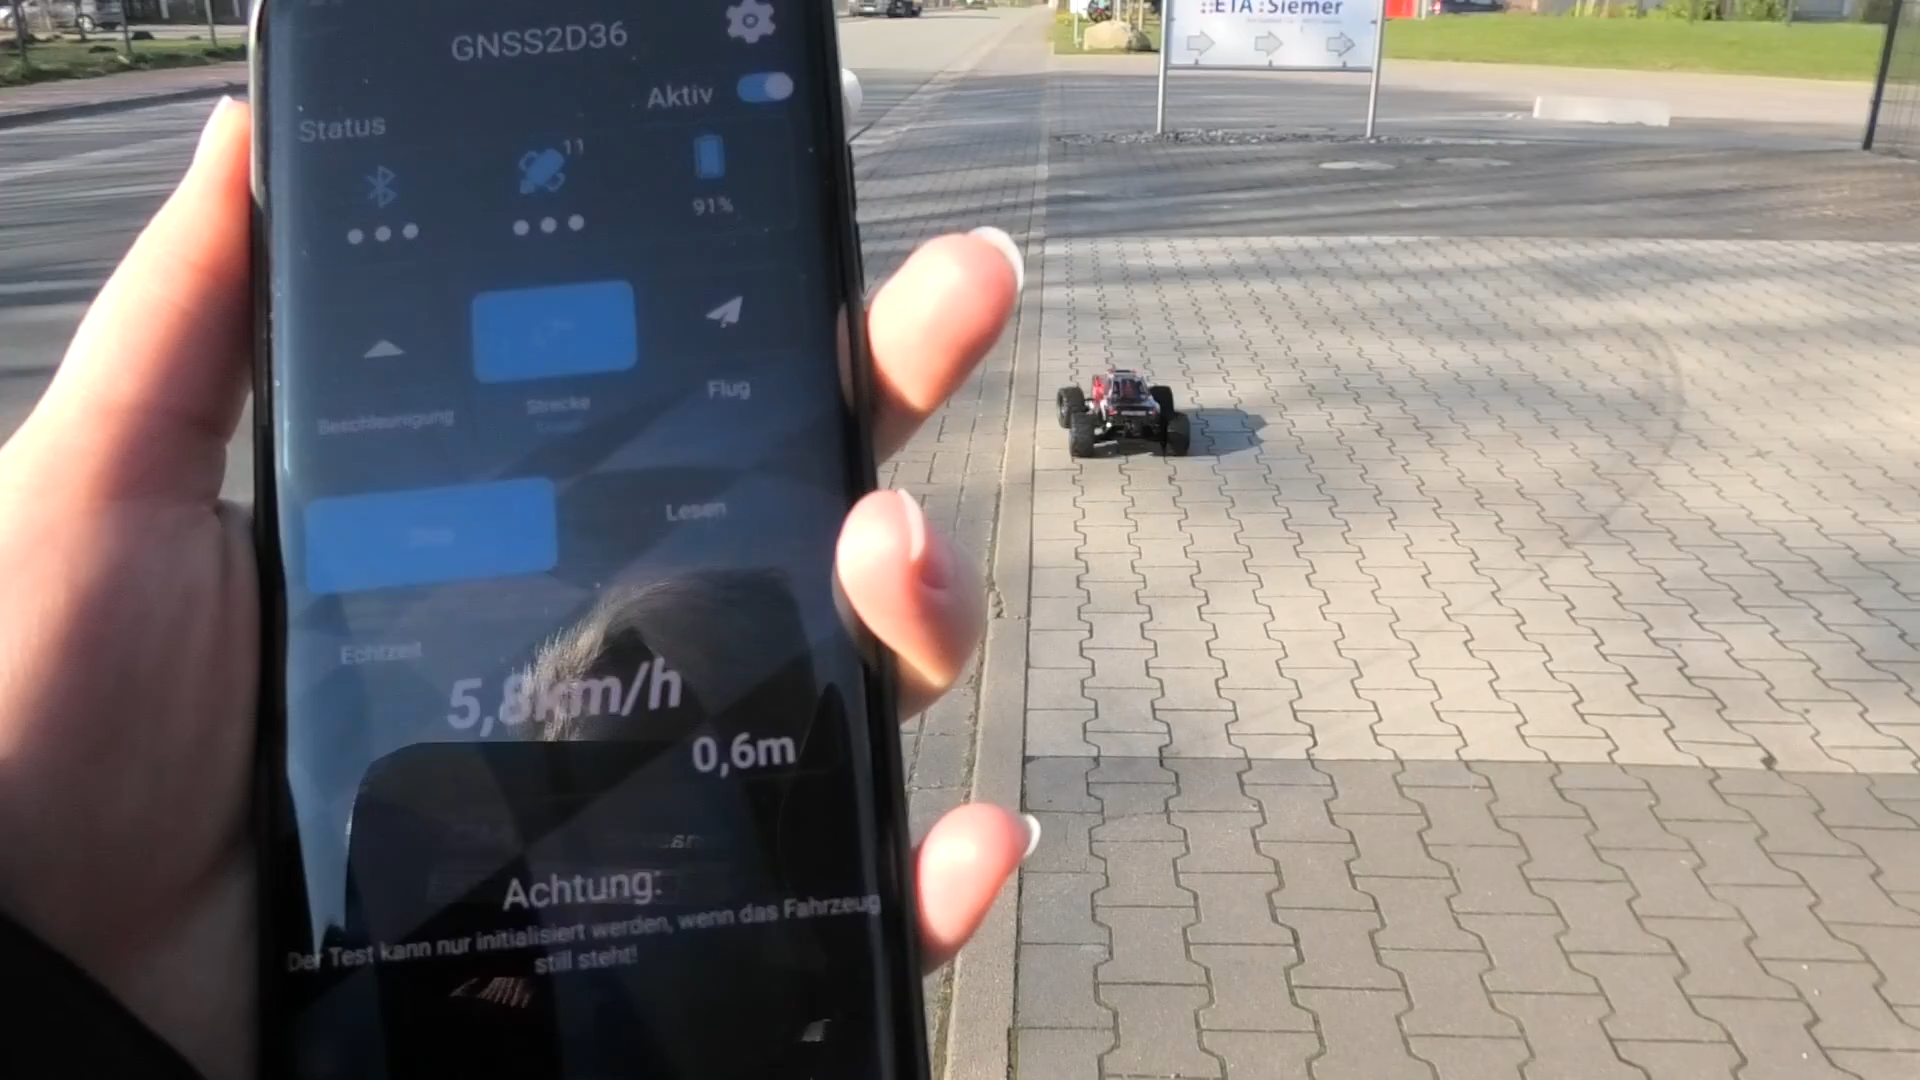 GNSS2D36
Aktiv
Status
11
91%
Beschleunigung
Strecke
Flug
Lesen
Echtzeit
5,8km/h
0,6m
Achtung:
Der Test kann nur initialisiert werden, wenn das Fahrzeug
still steht!
ETA Siemer